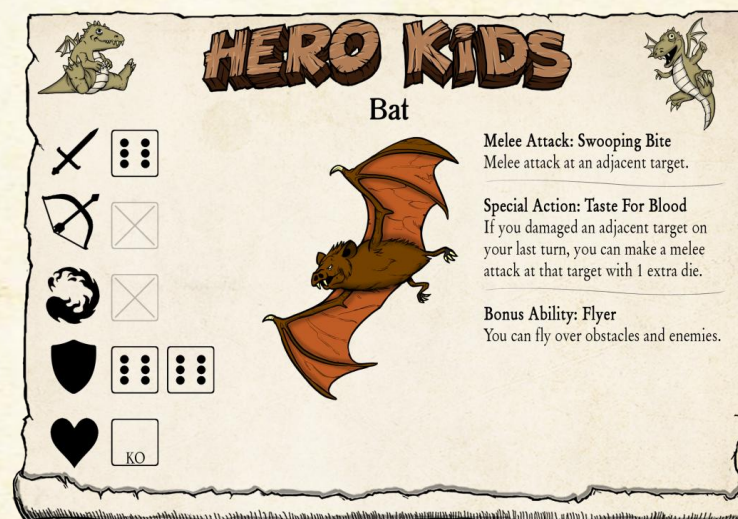 HERO KiDS
Bat
KO
Melee Attack: Swooping Bite
Melee attack at an adjacent target.
Special Action: Taste For Blood
If you damaged an adjacent target on
your last turn, you can make a melee
attack at that target with 1 extra die.
Bonus Ability: Flyer
You can fly over obstacles and enemies.